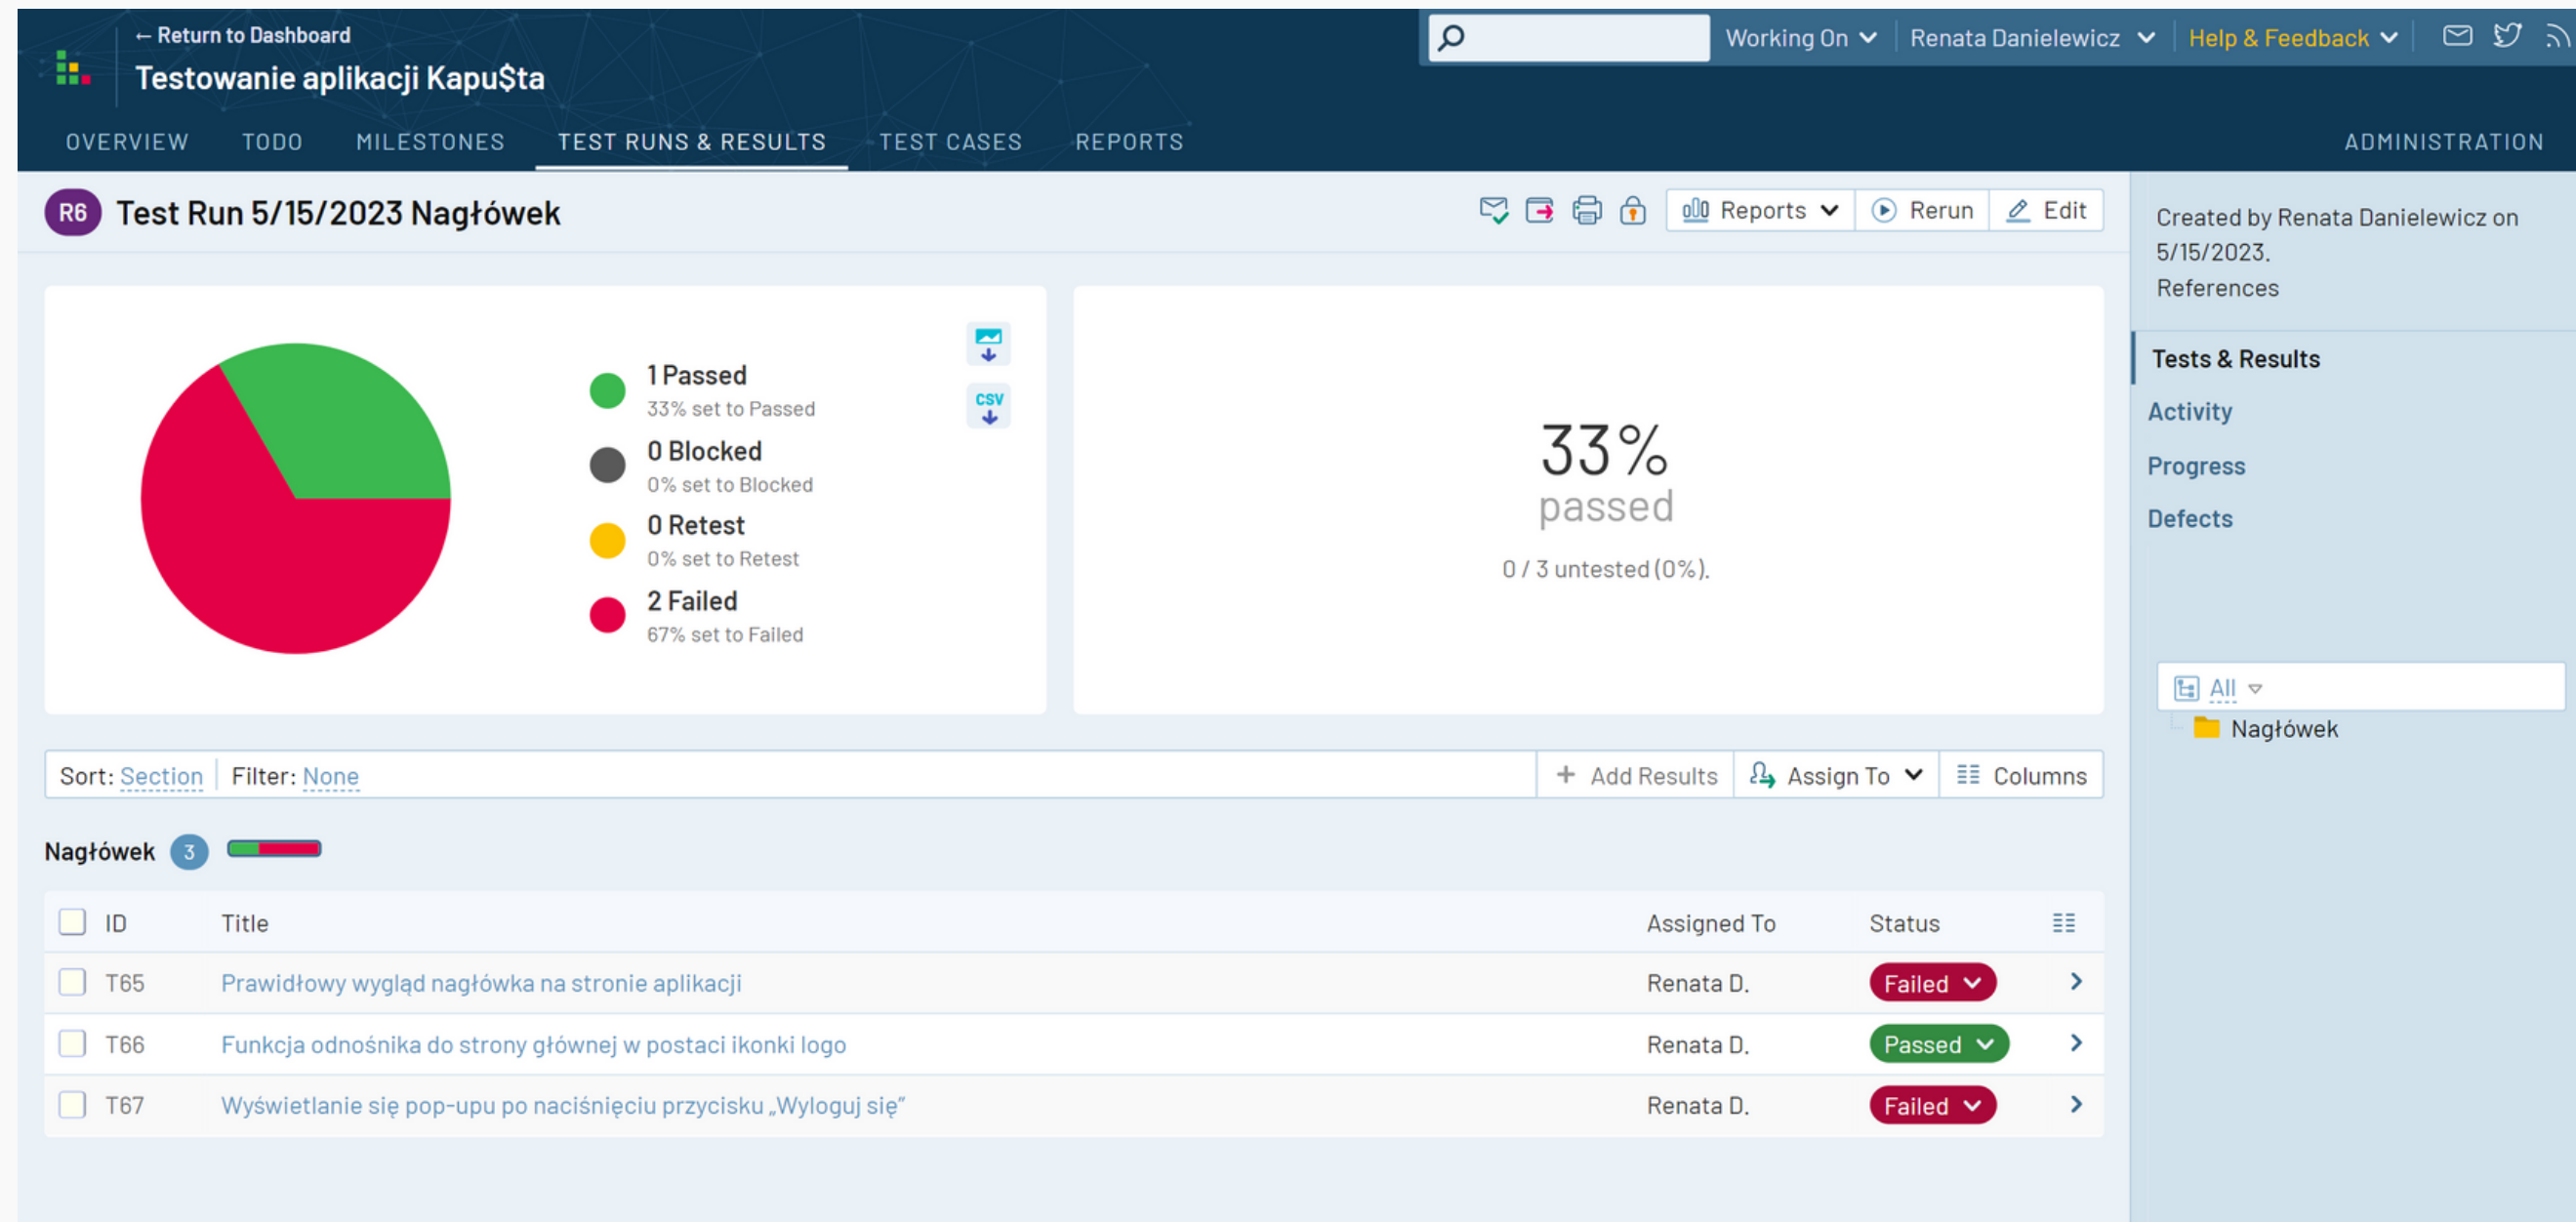 ← Return to Dashboard
Testowanie aplikacji Kapu$ta
Working On
Renata Danielewicz
Help & Feedback
OVERVIEW
TODO
MILESTONES
TEST RUNS & RESULTS
TEST CASES
REPORTS
ADMINISTRATION
R6 Test Run 5/15/2023 Nagłówek
Reports
Rerun
Edit
1 Passed
33% set to Passed
0 Blocked
0% set to Blocked
0 Retest
0% set to Retest
2 Failed
67% set to Failed
CSV
33%
passed
0 / 3 untested (0%).
Sort: Section
Filter: None
+ Add Results
Assign To
Columns
Nagłówek 3
ID Title Assigned To Status
T65 Prawidłowy wygląd nagłówka na stronie aplikacji Renata D. Failed
T66 Funkcja odnośnika do strony głównej w postaci ikonki logo Renata D. Passed
T67 Wyświetlanie się pop-upu po naciśnięciu przycisku „Wyloguj się” Renata D. Failed
Created by Renata Danielewicz on
5/15/2023.
References
Tests & Results
Activity
Progress
Defects
All
Nagłówek